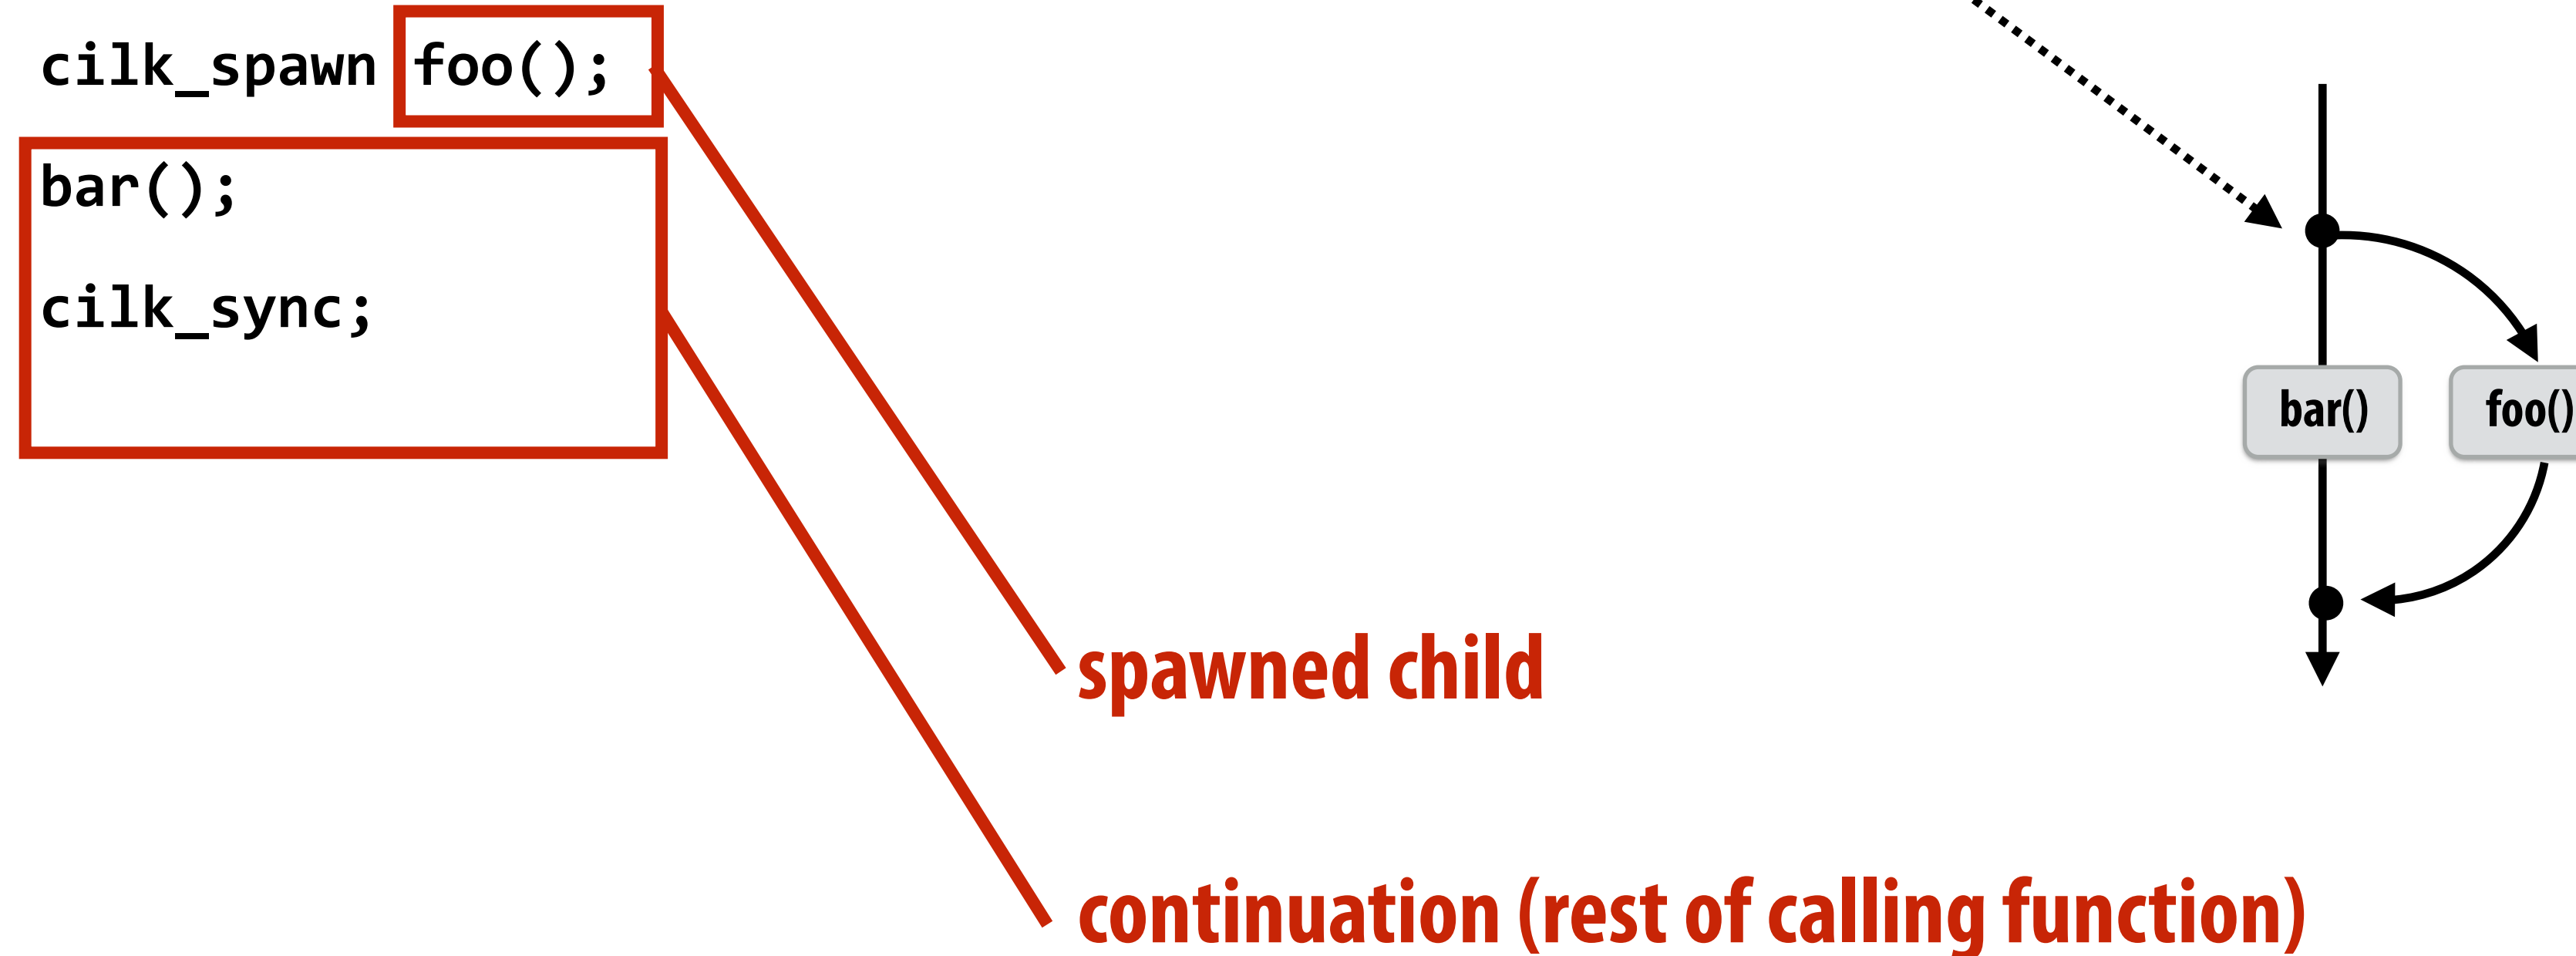 cilk_spawn foo();
bar();
cilk_sync;
bar()
foo()
spawned child
continuation (rest of calling function)